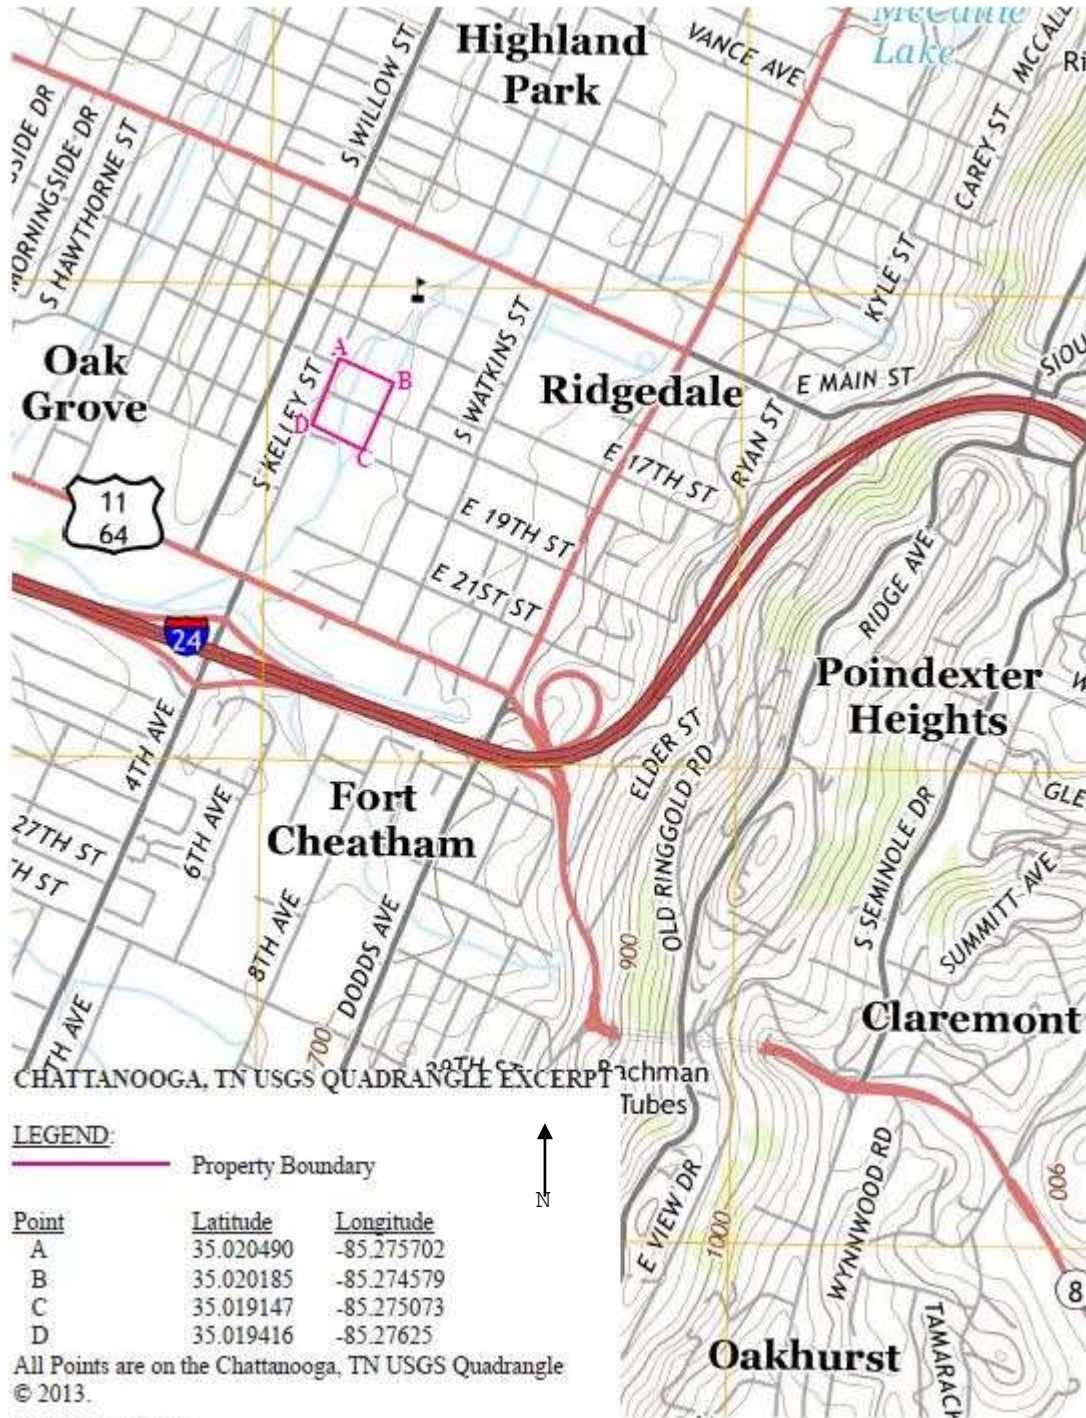 McCallie
Lake
Highland
Park
VANCE AVE
S WILLOW ST
MORNINGSIDE DR
S HAWTHORNE ST
CAREY ST
KYLE ST
Oak
Grove
A
B
C
D
S KELLEY ST
S WATKINS ST
Ridgedale
E MAIN ST
RYAN ST
E 17TH ST
11
64
E 19TH ST
E 21ST ST
RIDGE AVE
24
Poindexter
Heights
4TH AVE
6TH AVE
ELDER ST
OLD RINGGOLD RD
Fort
Cheatham
27TH ST
8TH AVE
DODDS AVE
S SEMINOLE DR
SUMMITT AVE
900
700
Claremont
CHATTANOOGA, TN USGS QUADRANGLE EXCERPT
Tubes
LEGEND:
Property Boundary
N
E VIEW DR
1000
WYNNWOOD RD
900
8
Point Latitude Longitude
A 35.020490 -85.275702
B 35.020185 -85.274579
C 35.019147 -85.275073
D 35.019416 -85.27625
All Points are on the Chattanooga, TN USGS Quadrangle
© 2013.
Oakhurst
TAMARACK